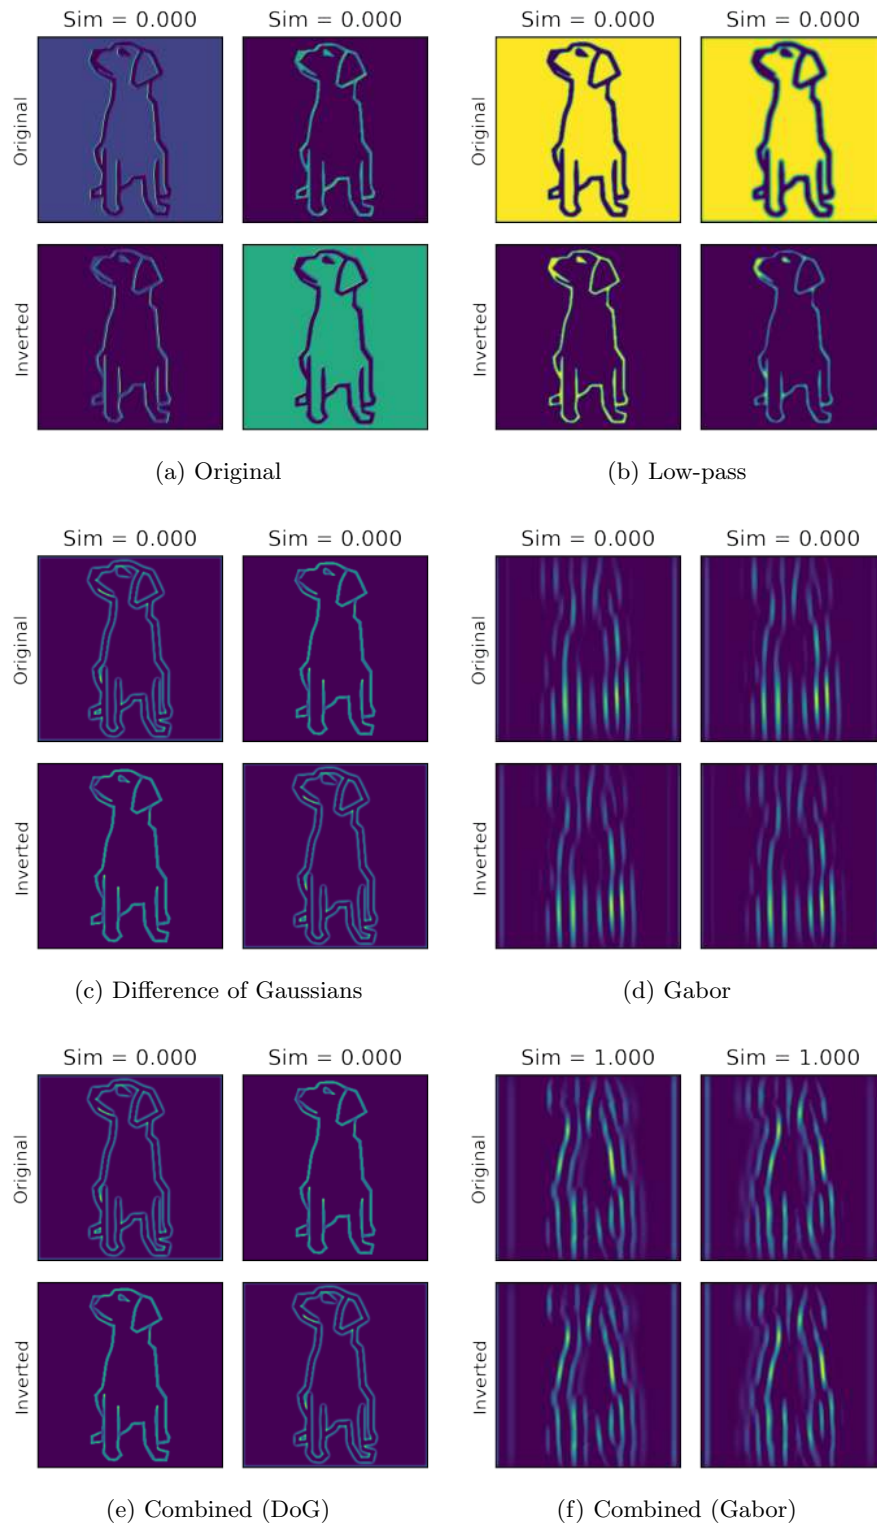 Sim = 0.000
Sim = 0.000
Original
Inverted
(a) Original
Sim = 0.000
Sim = 0.000
Original
Inverted
(b) Low-pass
Sim = 0.000
Sim = 0.000
Original
Inverted
(c) Difference of Gaussians
Sim = 0.000
Sim = 0.000
Original
Inverted
(d) Gabor
Sim = 0.000
Sim = 0.000
Original
Inverted
(e) Combined (DoG)
Sim = 1.000
Sim = 1.000
Original
Inverted
(f) Combined (Gabor)